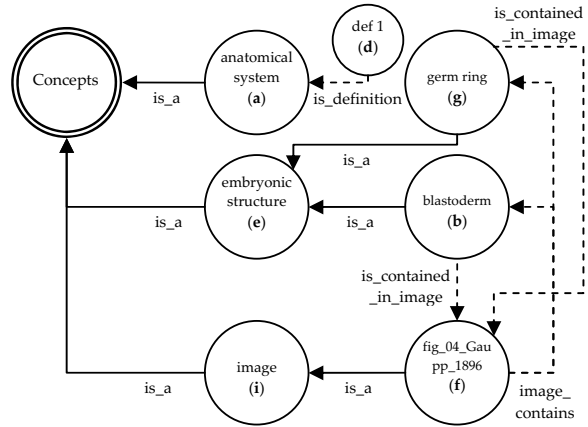 def 1
(d)
is_contained
_in_image
Concepts
anatomical
system
(a)
germ ring
(g)
is_a
is_definition
is_a
embryonic
structure
(e)
blastoderm
(b)
is_a
is_a
is_contained
_in_image
image
(i)
fig_04_Gau
pp_1896
(f)
is_a
is_a
image_
contains